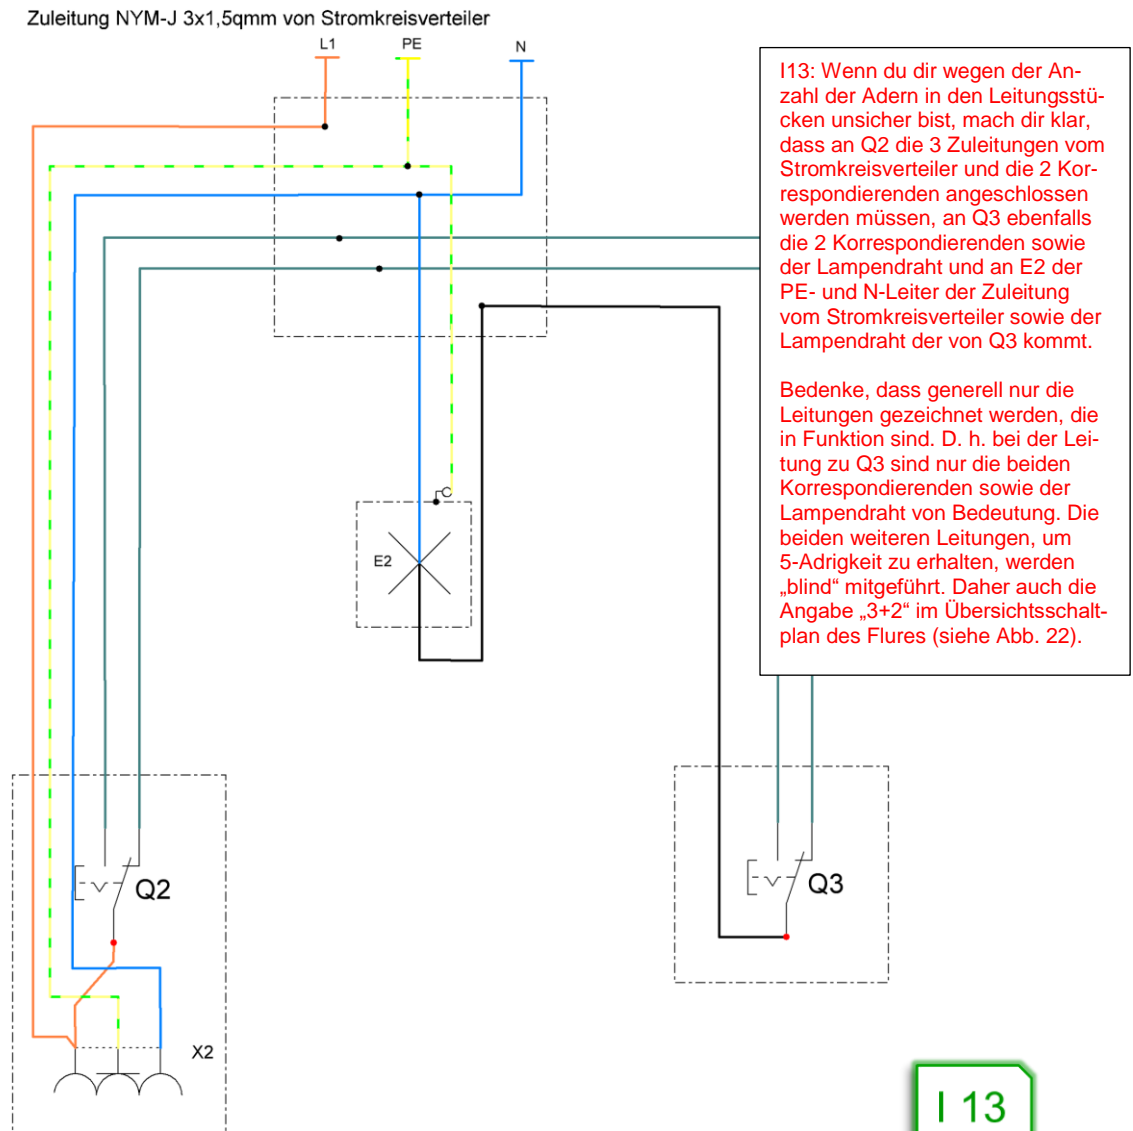 Zuleitung NYM-J 3x1,5qmm von Stromkreisverteiler
L1
PE
N
I13: Wenn du dir wegen der An-
zahl der Adern in den Leitungsstü-
cken unsicher bist, mach dir klar,
dass an Q2 die 3 Zuleitungen vom
Stromkreisverteiler und die 2 Kor-
respondierenden angeschlossen
werden müssen, an Q3 ebenfalls
die 2 Korrespondierenden sowie
der Lampendraht und an E2 der
PE- und N-Leiter der Zuleitung
vom Stromkreisverteiler sowie der
Lampendraht der von Q3 kommt.
Bedenke, dass generell nur die
Leitungen gezeichnet werden, die
in Funktion sind. D. h. bei der Lei-
tung zu Q3 sind nur die beiden
Korrespondierenden sowie der
Lampendraht von Bedeutung. Die
beiden weiteren Leitungen, um
5-Adrigkeit zu erhalten, werden
„blind“ mitgeführt. Daher auch die
Angabe „3+2“ im Übersichtsschalt-
plan des Flures (siehe Abb. 22).
E2
Q2
Q3
X2
I 13